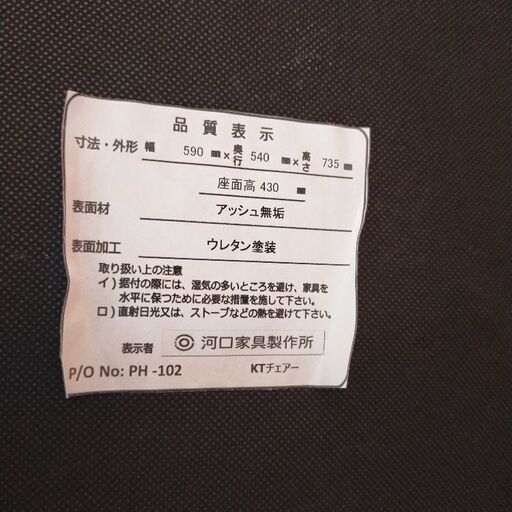 品質表示
寸法・外形 幅 590 ㎜ × 奥行 540 ㎜ × 高さ 735 ㎜
座面高 430 ㎜
表面材 アッシュ無垢
表面加工 ウレタン塗装
取り扱い上の注意
イ）据付の際には、湿気の多いところを避け、家具を
水平に保つために必要な措置を施して下さい。
ロ）直射日光又は、ストーブなどの熱を避けて下さい。
表示者 河口家具製作所
P/O No: PH -102 KTチェアー